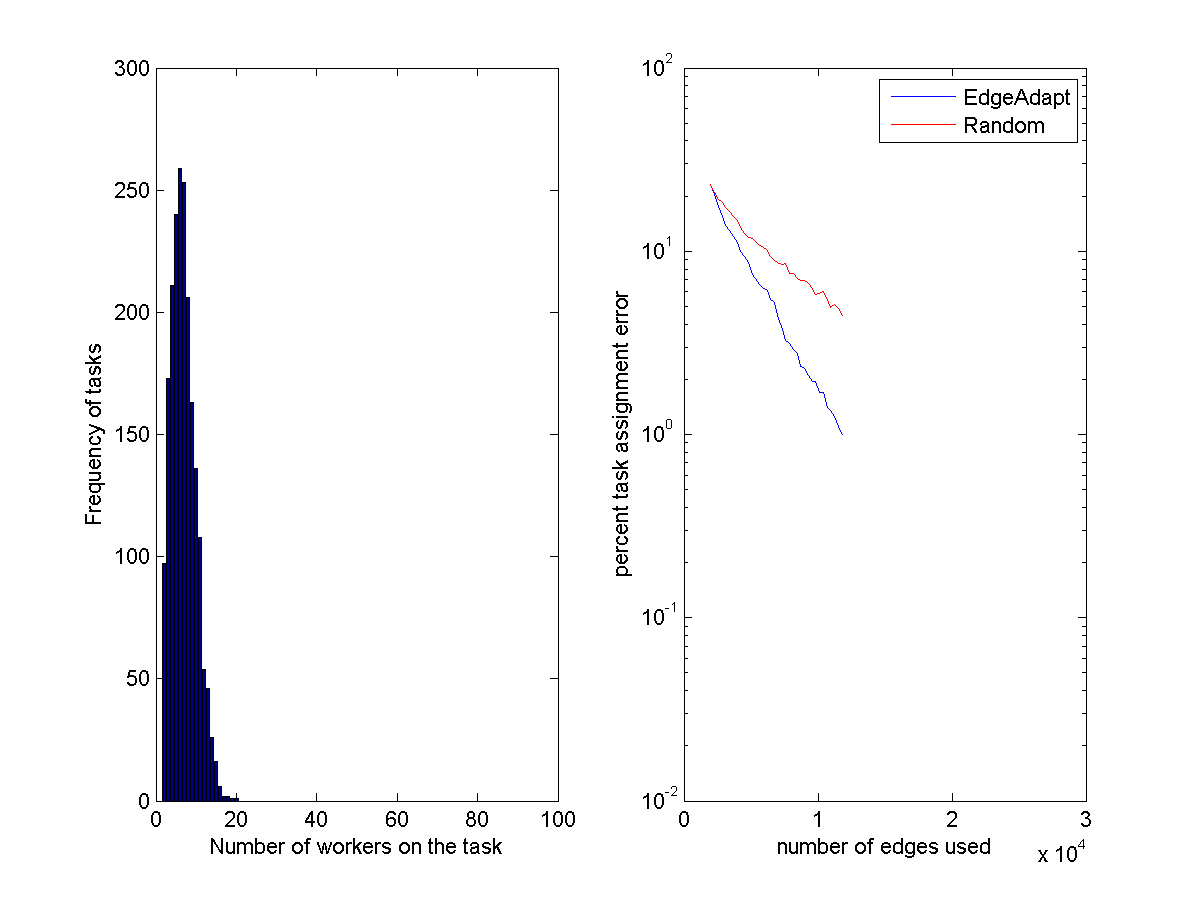 300
250
200
150
100
50
0
Frequency of tasks
0 20 40 60 80 100
Number of workers on the task
10^2
10^1
10^0
10^-1
10^-2
percent task assignment error
EdgeAdapt
Random
0 1 2 3
number of edges used
x 10^4